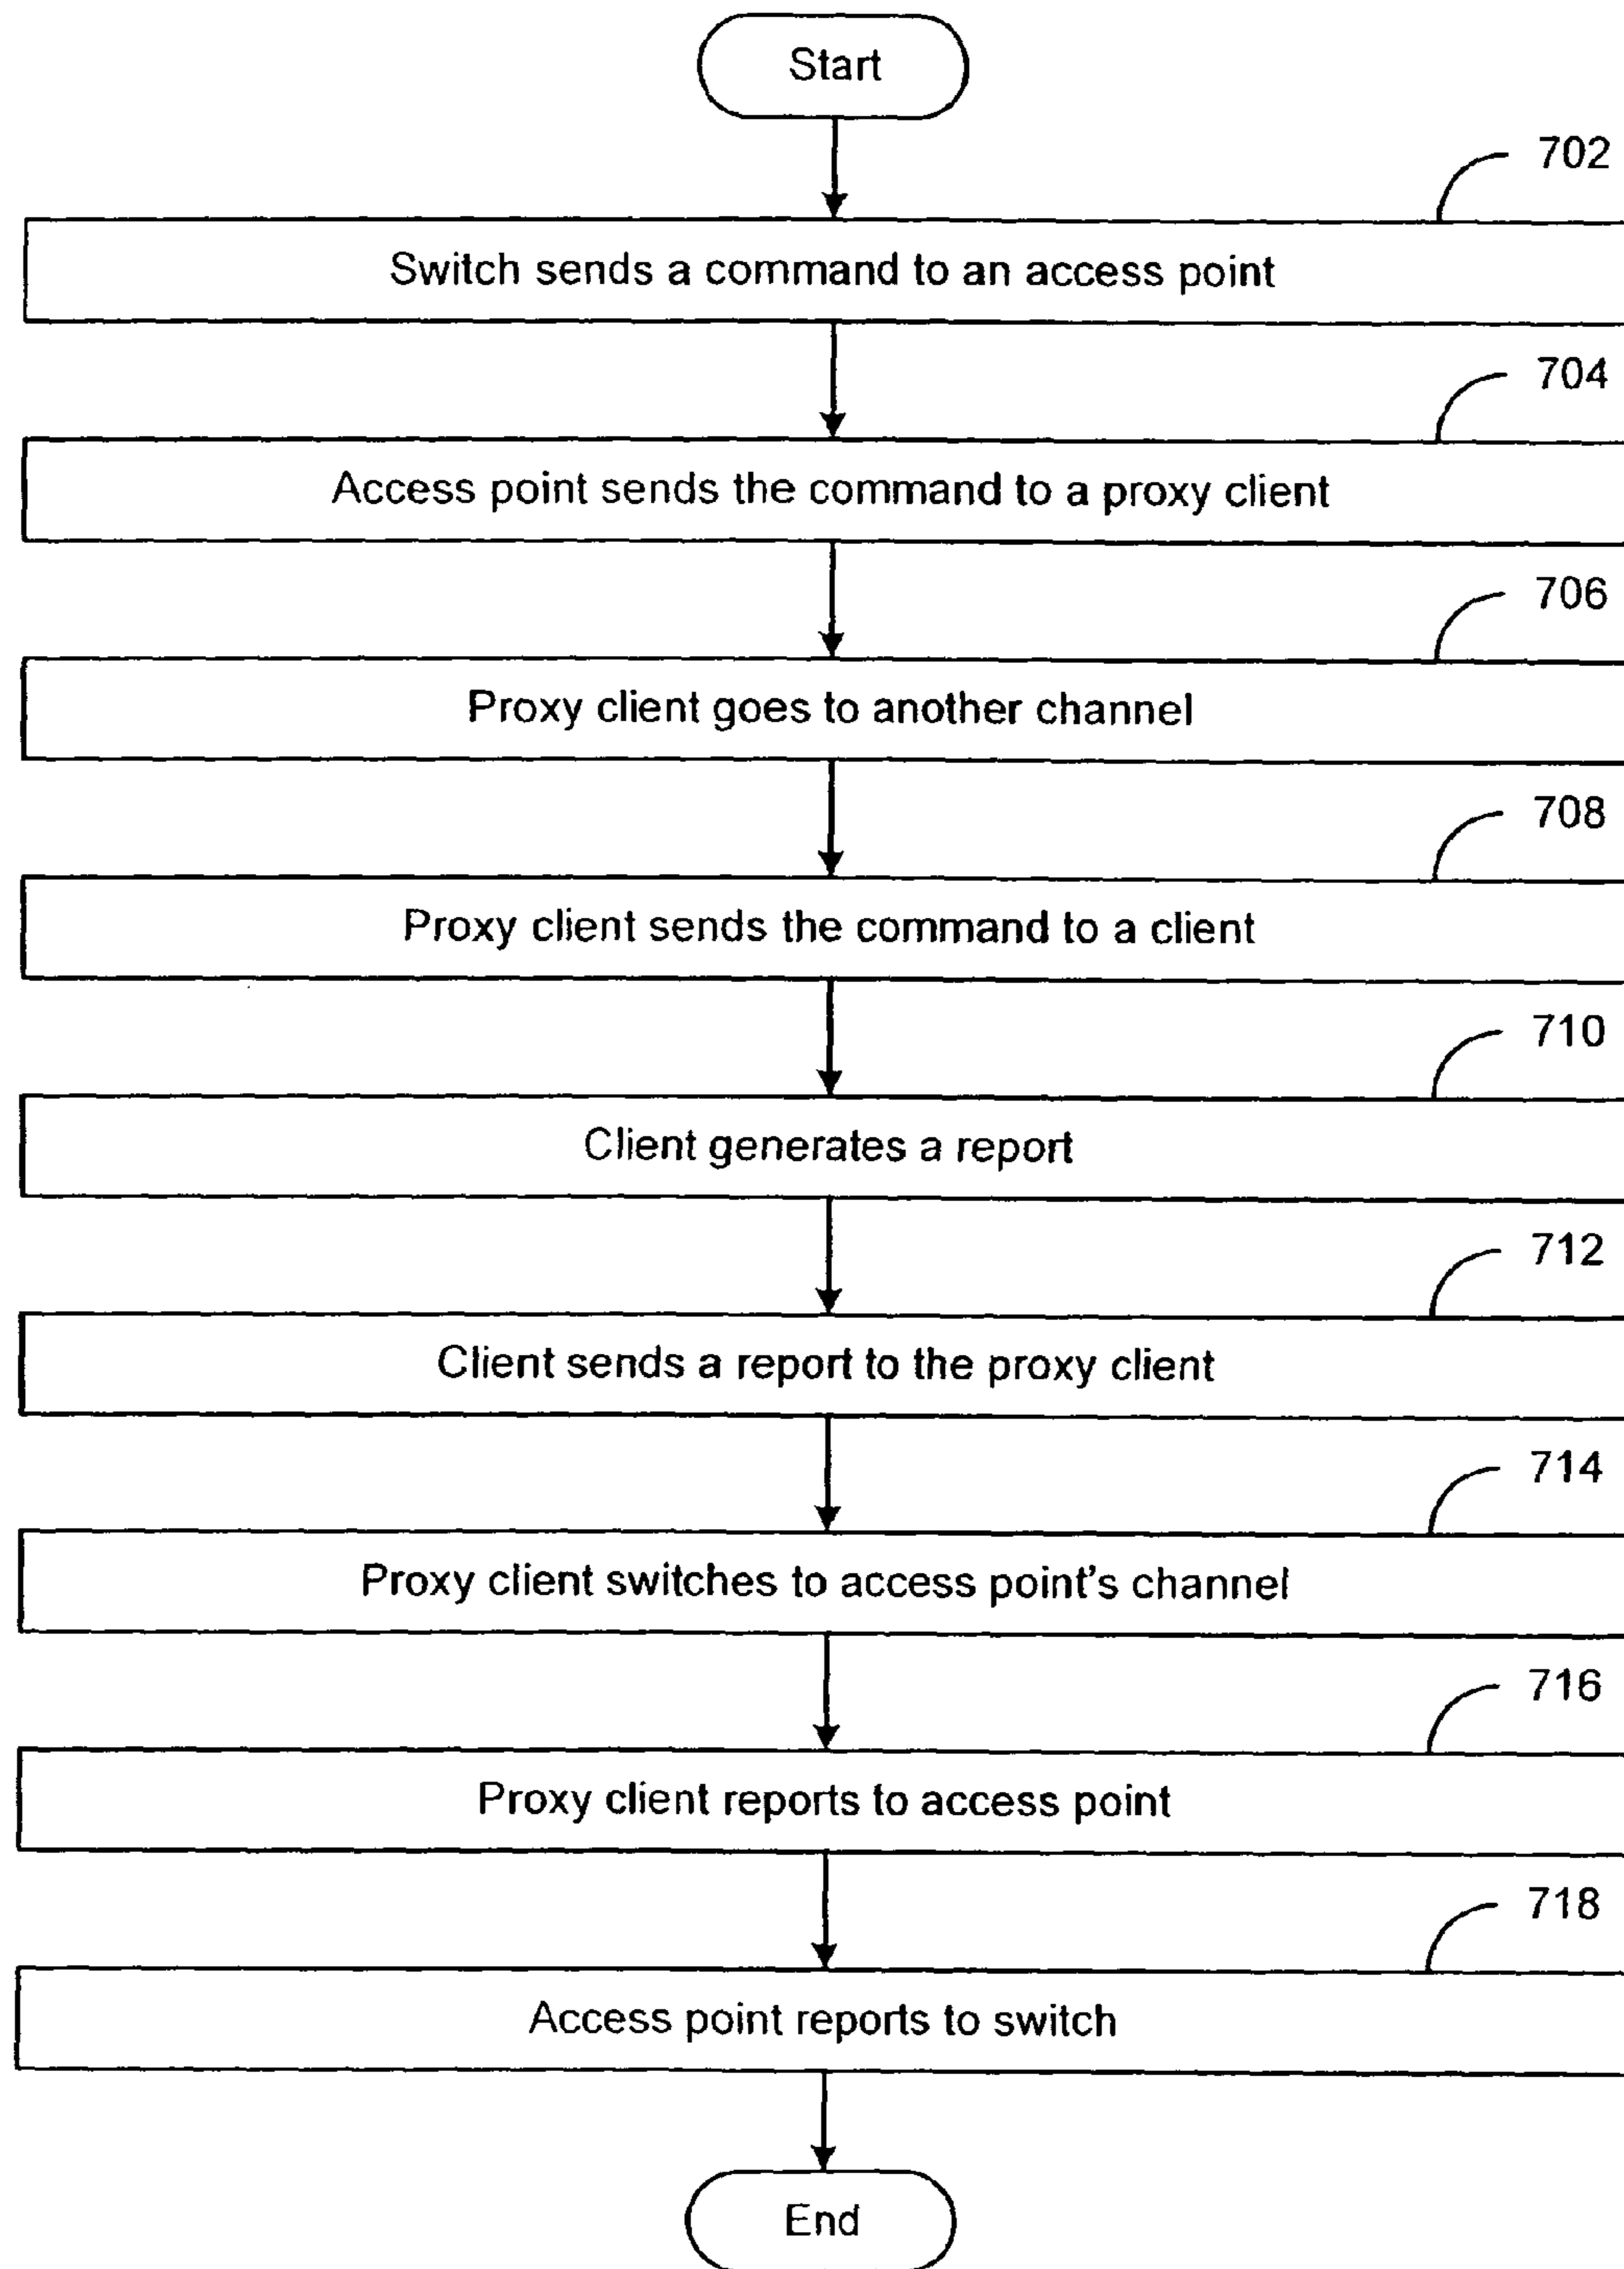 Start
702
Switch sends a command to an access point
704
Access point sends the command to a proxy client
706
Proxy client goes to another channel
708
Proxy client sends the command to a client
710
Client generates a report
712
Client sends a report to the proxy client
714
Proxy client switches to access point's channel
716
Proxy client reports to access point
718
Access point reports to switch
End